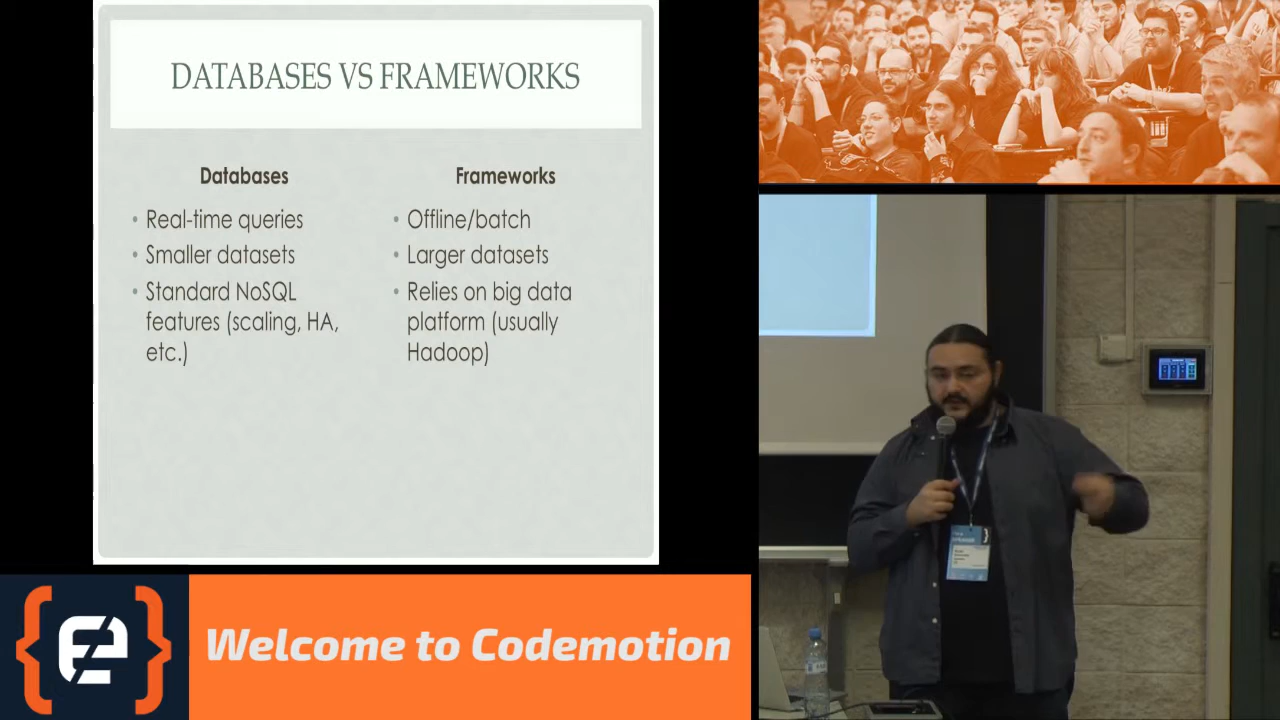 DATABASES VS FRAMEWORKS
Databases
• Real-time queries
• Smaller datasets
• Standard NoSQL
features (scaling, HA,
etc.)
Frameworks
• Offline/batch
• Larger datasets
• Relies on big data
platform (usually
Hadoop)
Welcome to Codemotion